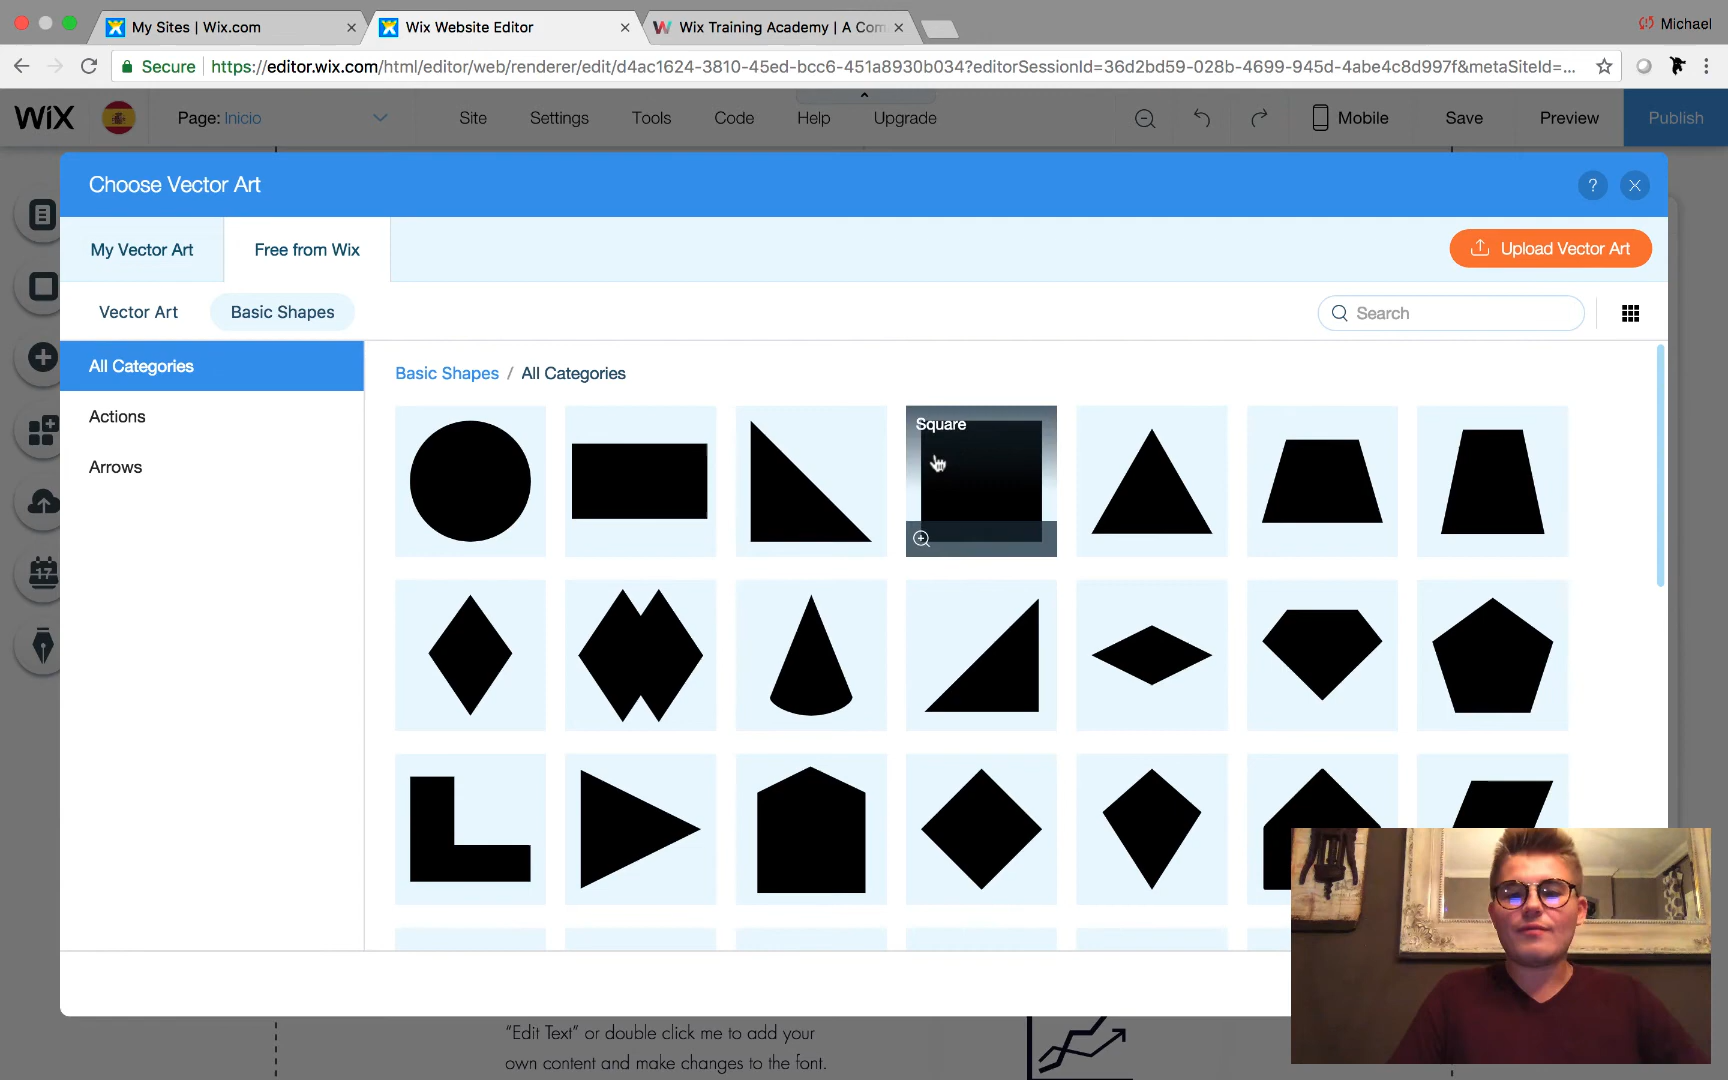 My Sites | Wix.com
Wix Website Editor
Wix Training Academy | A Com
Michael
Secure
https://editor.wix.com/html/editor/web/renderer/edit/d4ac1624-3810-45ed-bcc6-451a8930b034?editorSessionId=36d2bd59-028b-4699-945d-4abe4c8d997f&metaSiteId=...
WiX
Page: Inicio
Site
Settings
Tools
Code
Help
Upgrade
Mobile
Save
Preview
Publish
Choose Vector Art
?
My Vector Art
Free from Wix
Upload Vector Art
Vector Art
Basic Shapes
Search
All Categories
Actions
Arrows
Basic Shapes / All Categories
Square
17
“Edit Text” or double click me to add your
own content and make changes to the font.